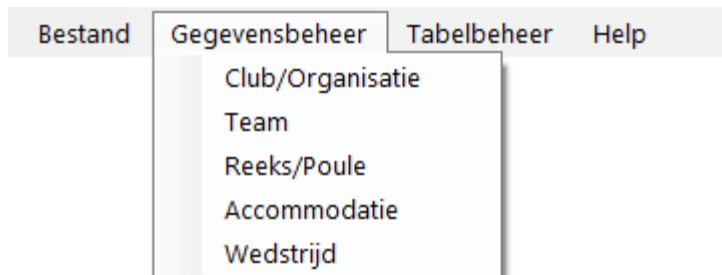 Bestand Gegevensbeheer Tabelbeheer Help
Club/Organisatie
Team
Reeks/Poule
Accommodatie
Wedstrijd